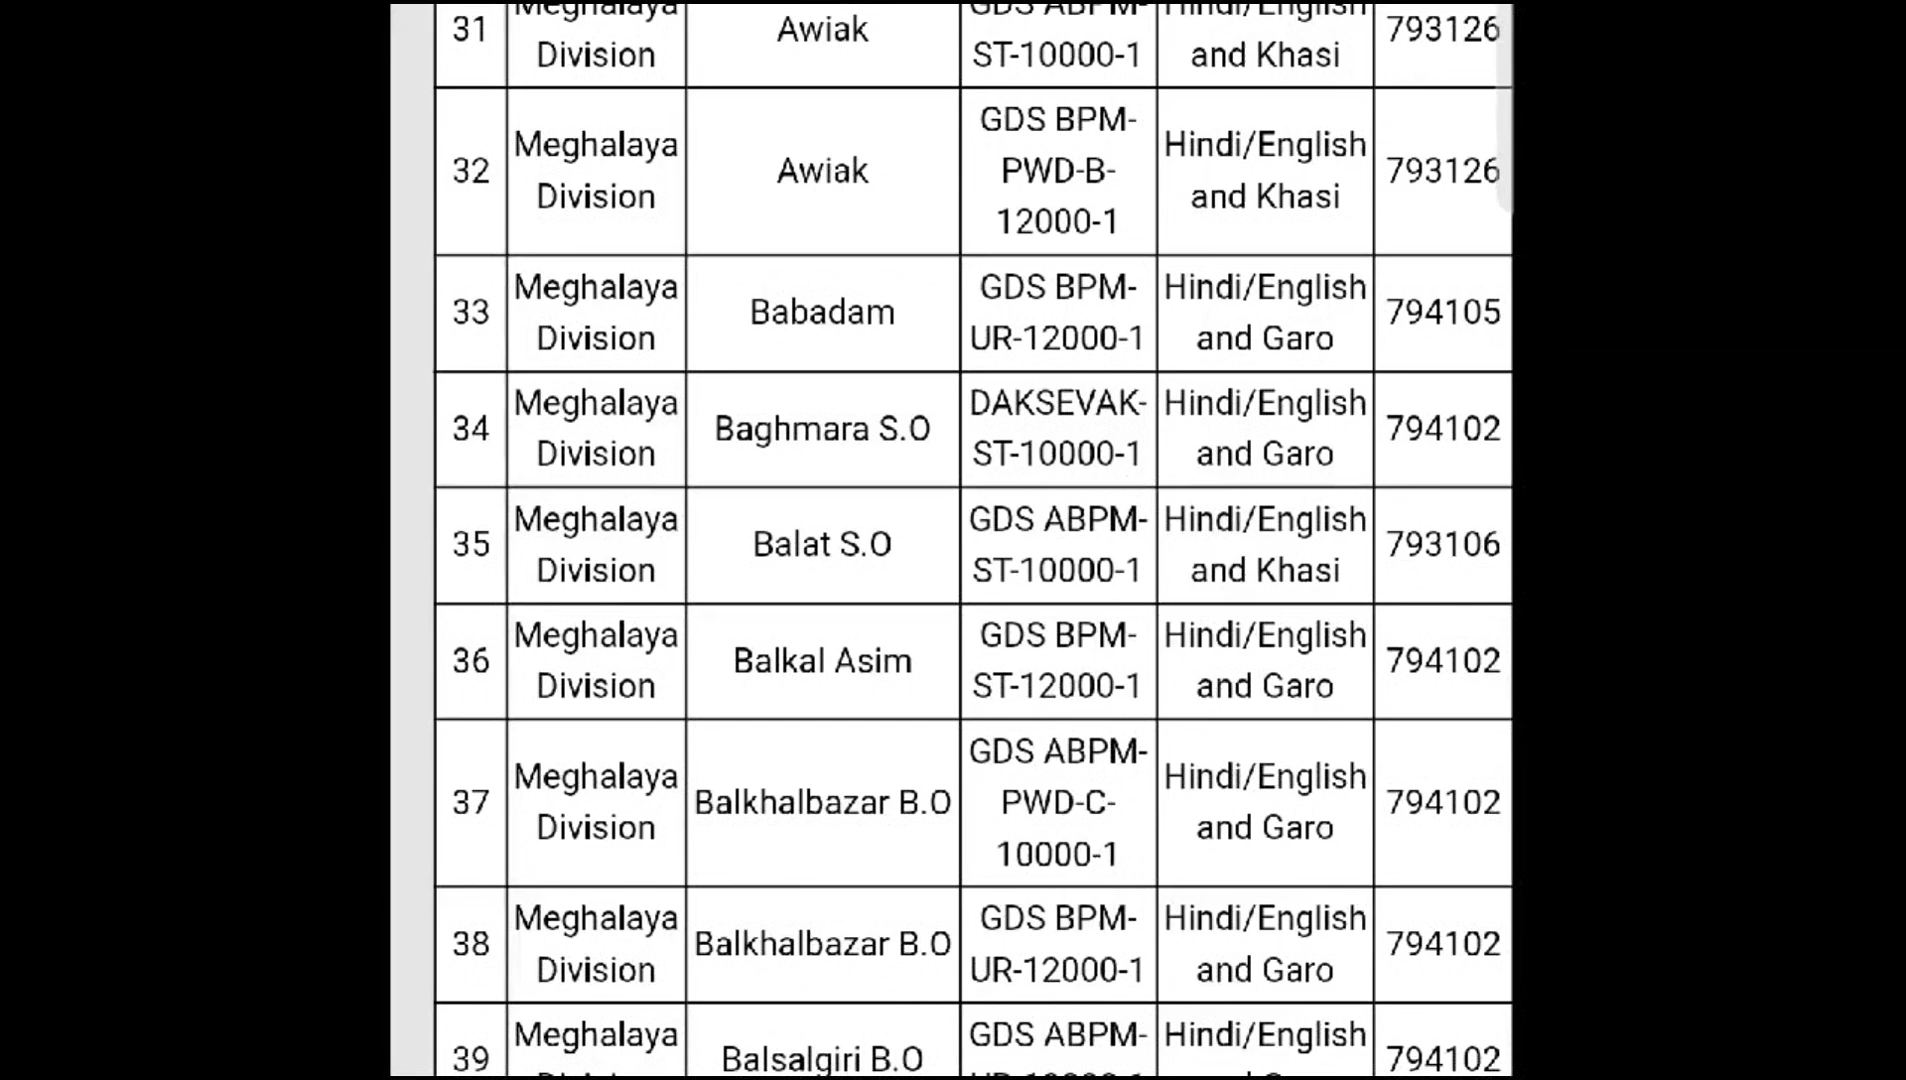 31 Meghalaya Division Awiak GDS ABPM-ST-10000-1 Hindi/English and Khasi 793126
32 Meghalaya Division Awiak GDS BPM-PWD-B-12000-1 Hindi/English and Khasi 793126
33 Meghalaya Division Babadam GDS BPM-UR-12000-1 Hindi/English and Garo 794105
34 Meghalaya Division Baghmara S.O DAKSEVAK-ST-10000-1 Hindi/English and Garo 794102
35 Meghalaya Division Balat S.O GDS ABPM-ST-10000-1 Hindi/English and Khasi 793106
36 Meghalaya Division Balkal Asim GDS BPM-ST-12000-1 Hindi/English and Garo 794102
37 Meghalaya Division Balkhalbazar B.O GDS ABPM-PWD-C-10000-1 Hindi/English and Garo 794102
38 Meghalaya Division Balkhalbazar B.O GDS BPM-UR-12000-1 Hindi/English and Garo 794102
39 Meghalaya Balsalgiri B.O GDS ABPM- Hindi/English 794102